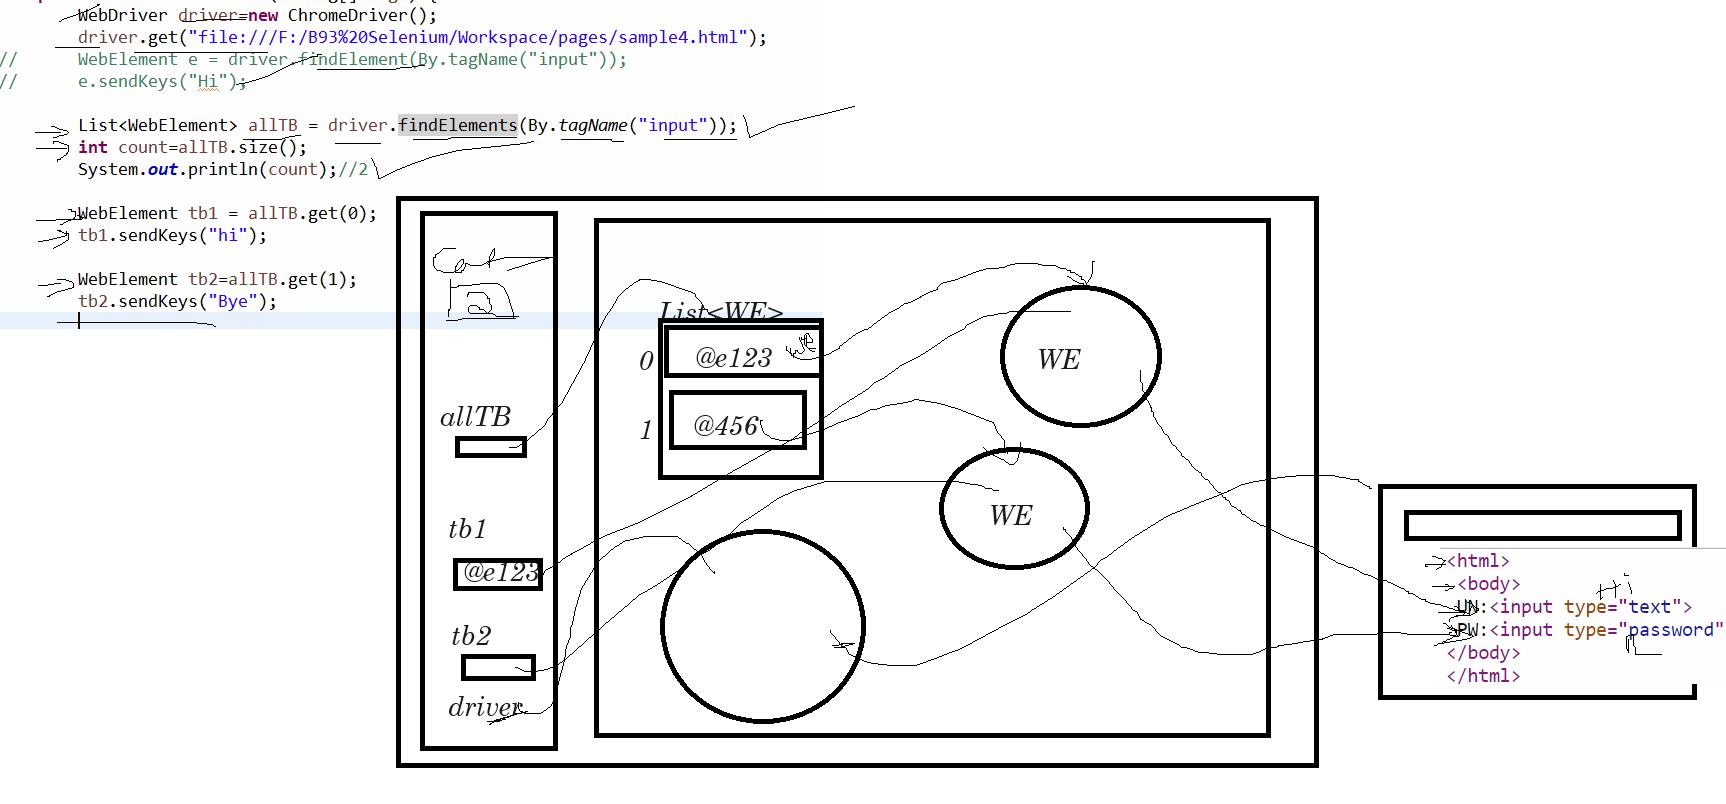 WebDriver driver=new ChromeDriver();
driver.get("file:///F:/B93%20Selenium/Workspace/pages/sample4.html");
// WebElement e = driver.findElement(By.tagName("input"));
// e.sendKeys("Hi");
List<WebElement> allTB = driver.findElements(By.tagName("input"));
int count=allTB.size();
System.out.println(count);//2
WebElement tb1 = allTB.get(0);
tb1.sendKeys("hi");
WebElement tb2=allTB.get(1);
tb2.sendKeys("Bye");
List<WE>
0 @e123 we
1 @456
WE
WE
allTB
tb1
@e123
tb2
driver
<html>
<body>
Hi
UN:<input type="text">
PW:<input type="password"
</body>
</html>